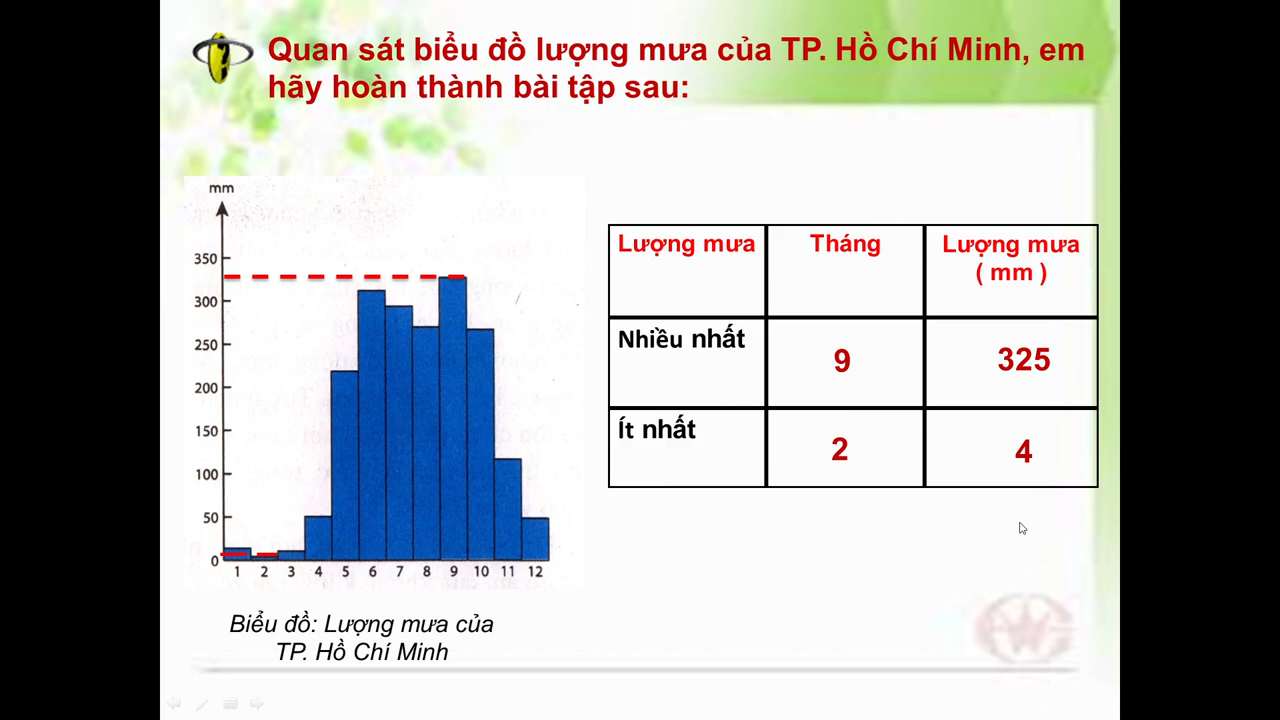 Quan sát biểu đồ lượng mưa của TP. Hồ Chí Minh, em
hãy hoàn thành bài tập sau:
mm
350
300
250
200
150
100
50
0
1 2 3 4 5 6 7 8 9 10 11 12
Biểu đồ: Lượng mưa của
TP. Hồ Chí Minh
Lượng mưa Tháng Lượng mưa
( mm )
Nhiều nhất 9 325
Ít nhất 2 4